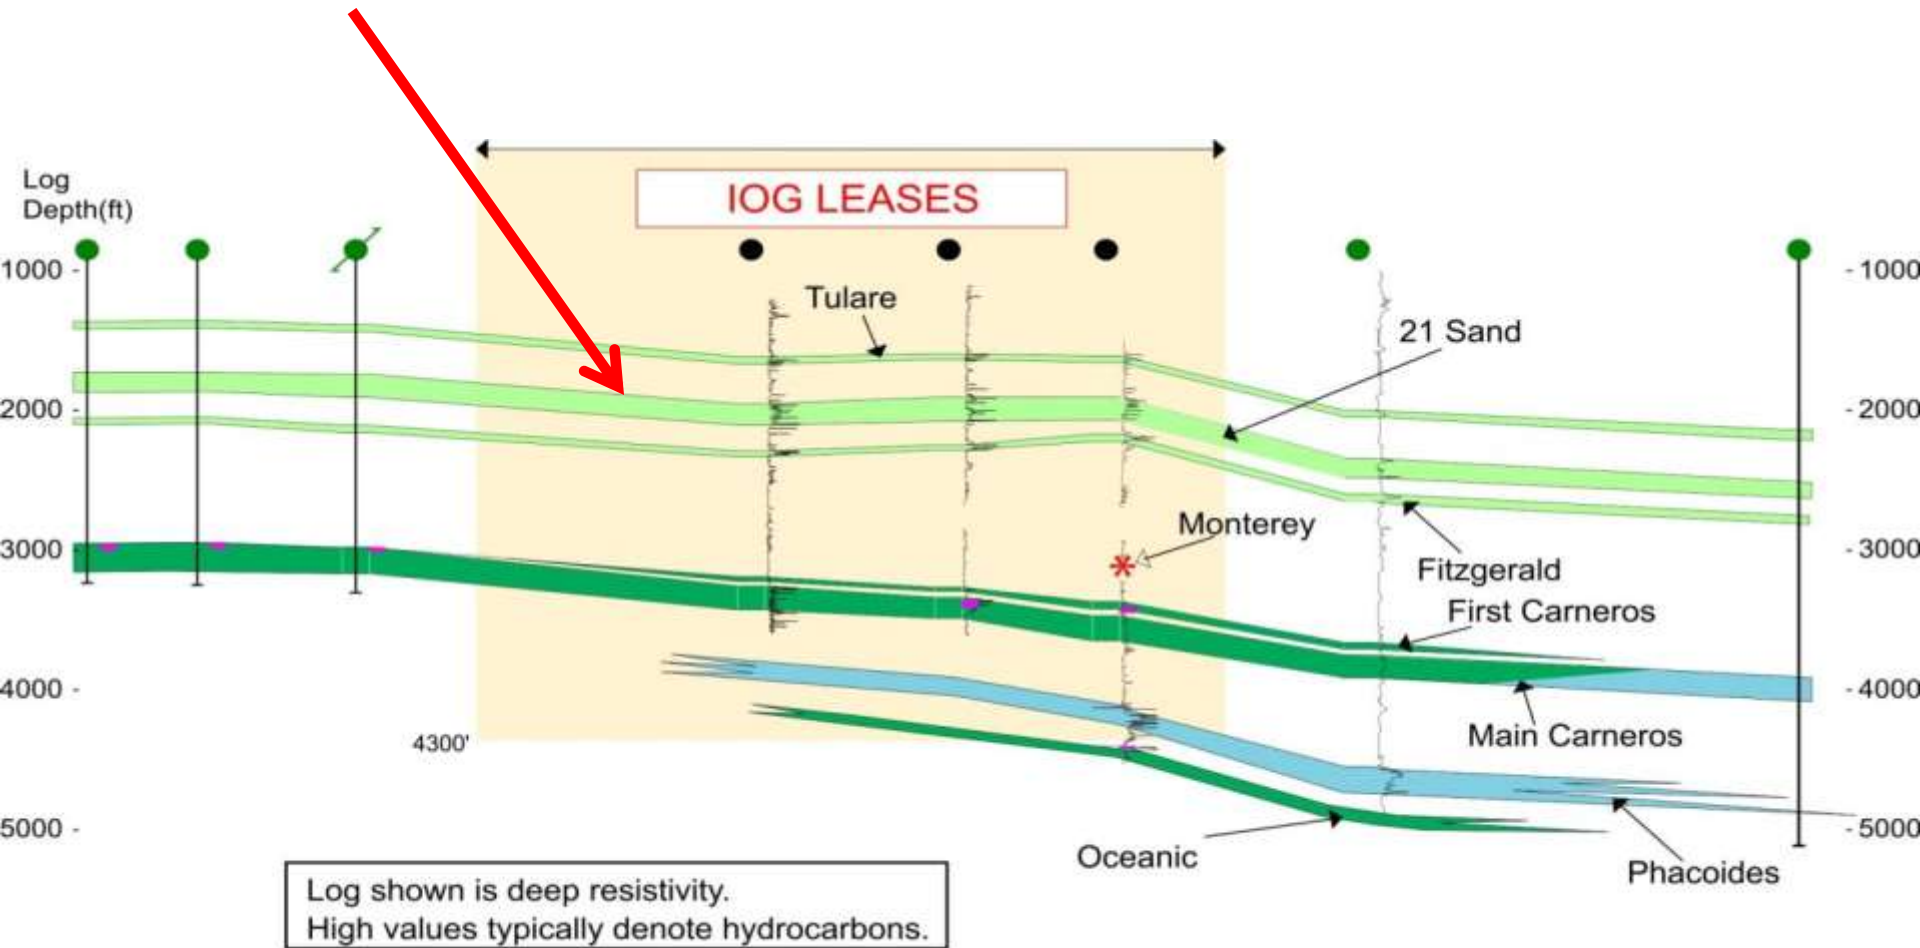 IOG LEASES
Log
Depth(ft)
1000 -
- 1000
Tulare
21 Sand
2000 -
- 2000
Monterey
3000 -
- 3000
Fitzgerald
First Carneros
4000 -
- 4000
Main Carneros
4300'
5000 -
- 5000
Oceanic
Phacoides
Log shown is deep resistivity.
High values typically denote hydrocarbons.